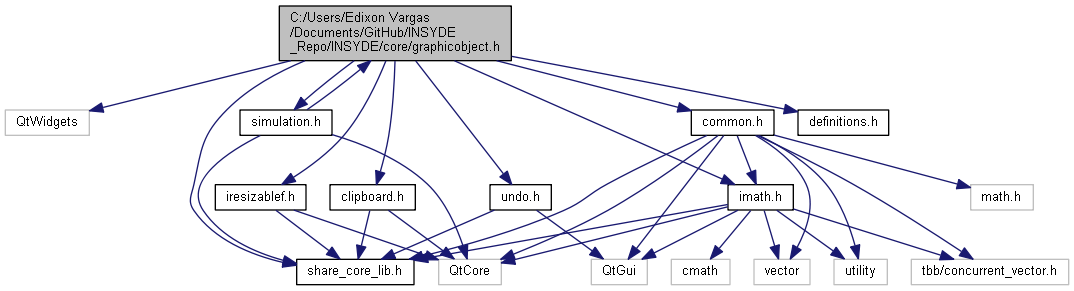 C:/Users/Edixon Vargas
/Documents/GitHub/INSYDE
_Repo/INSYDE/core/graphicobject.h
QtWidgets
simulation.h
common.h
definitions.h
iresizablef.h
clipboard.h
undo.h
imath.h
math.h
share_core_lib.h
QtCore
QtGui
cmath
vector
utility
tbb/concurrent_vector.h